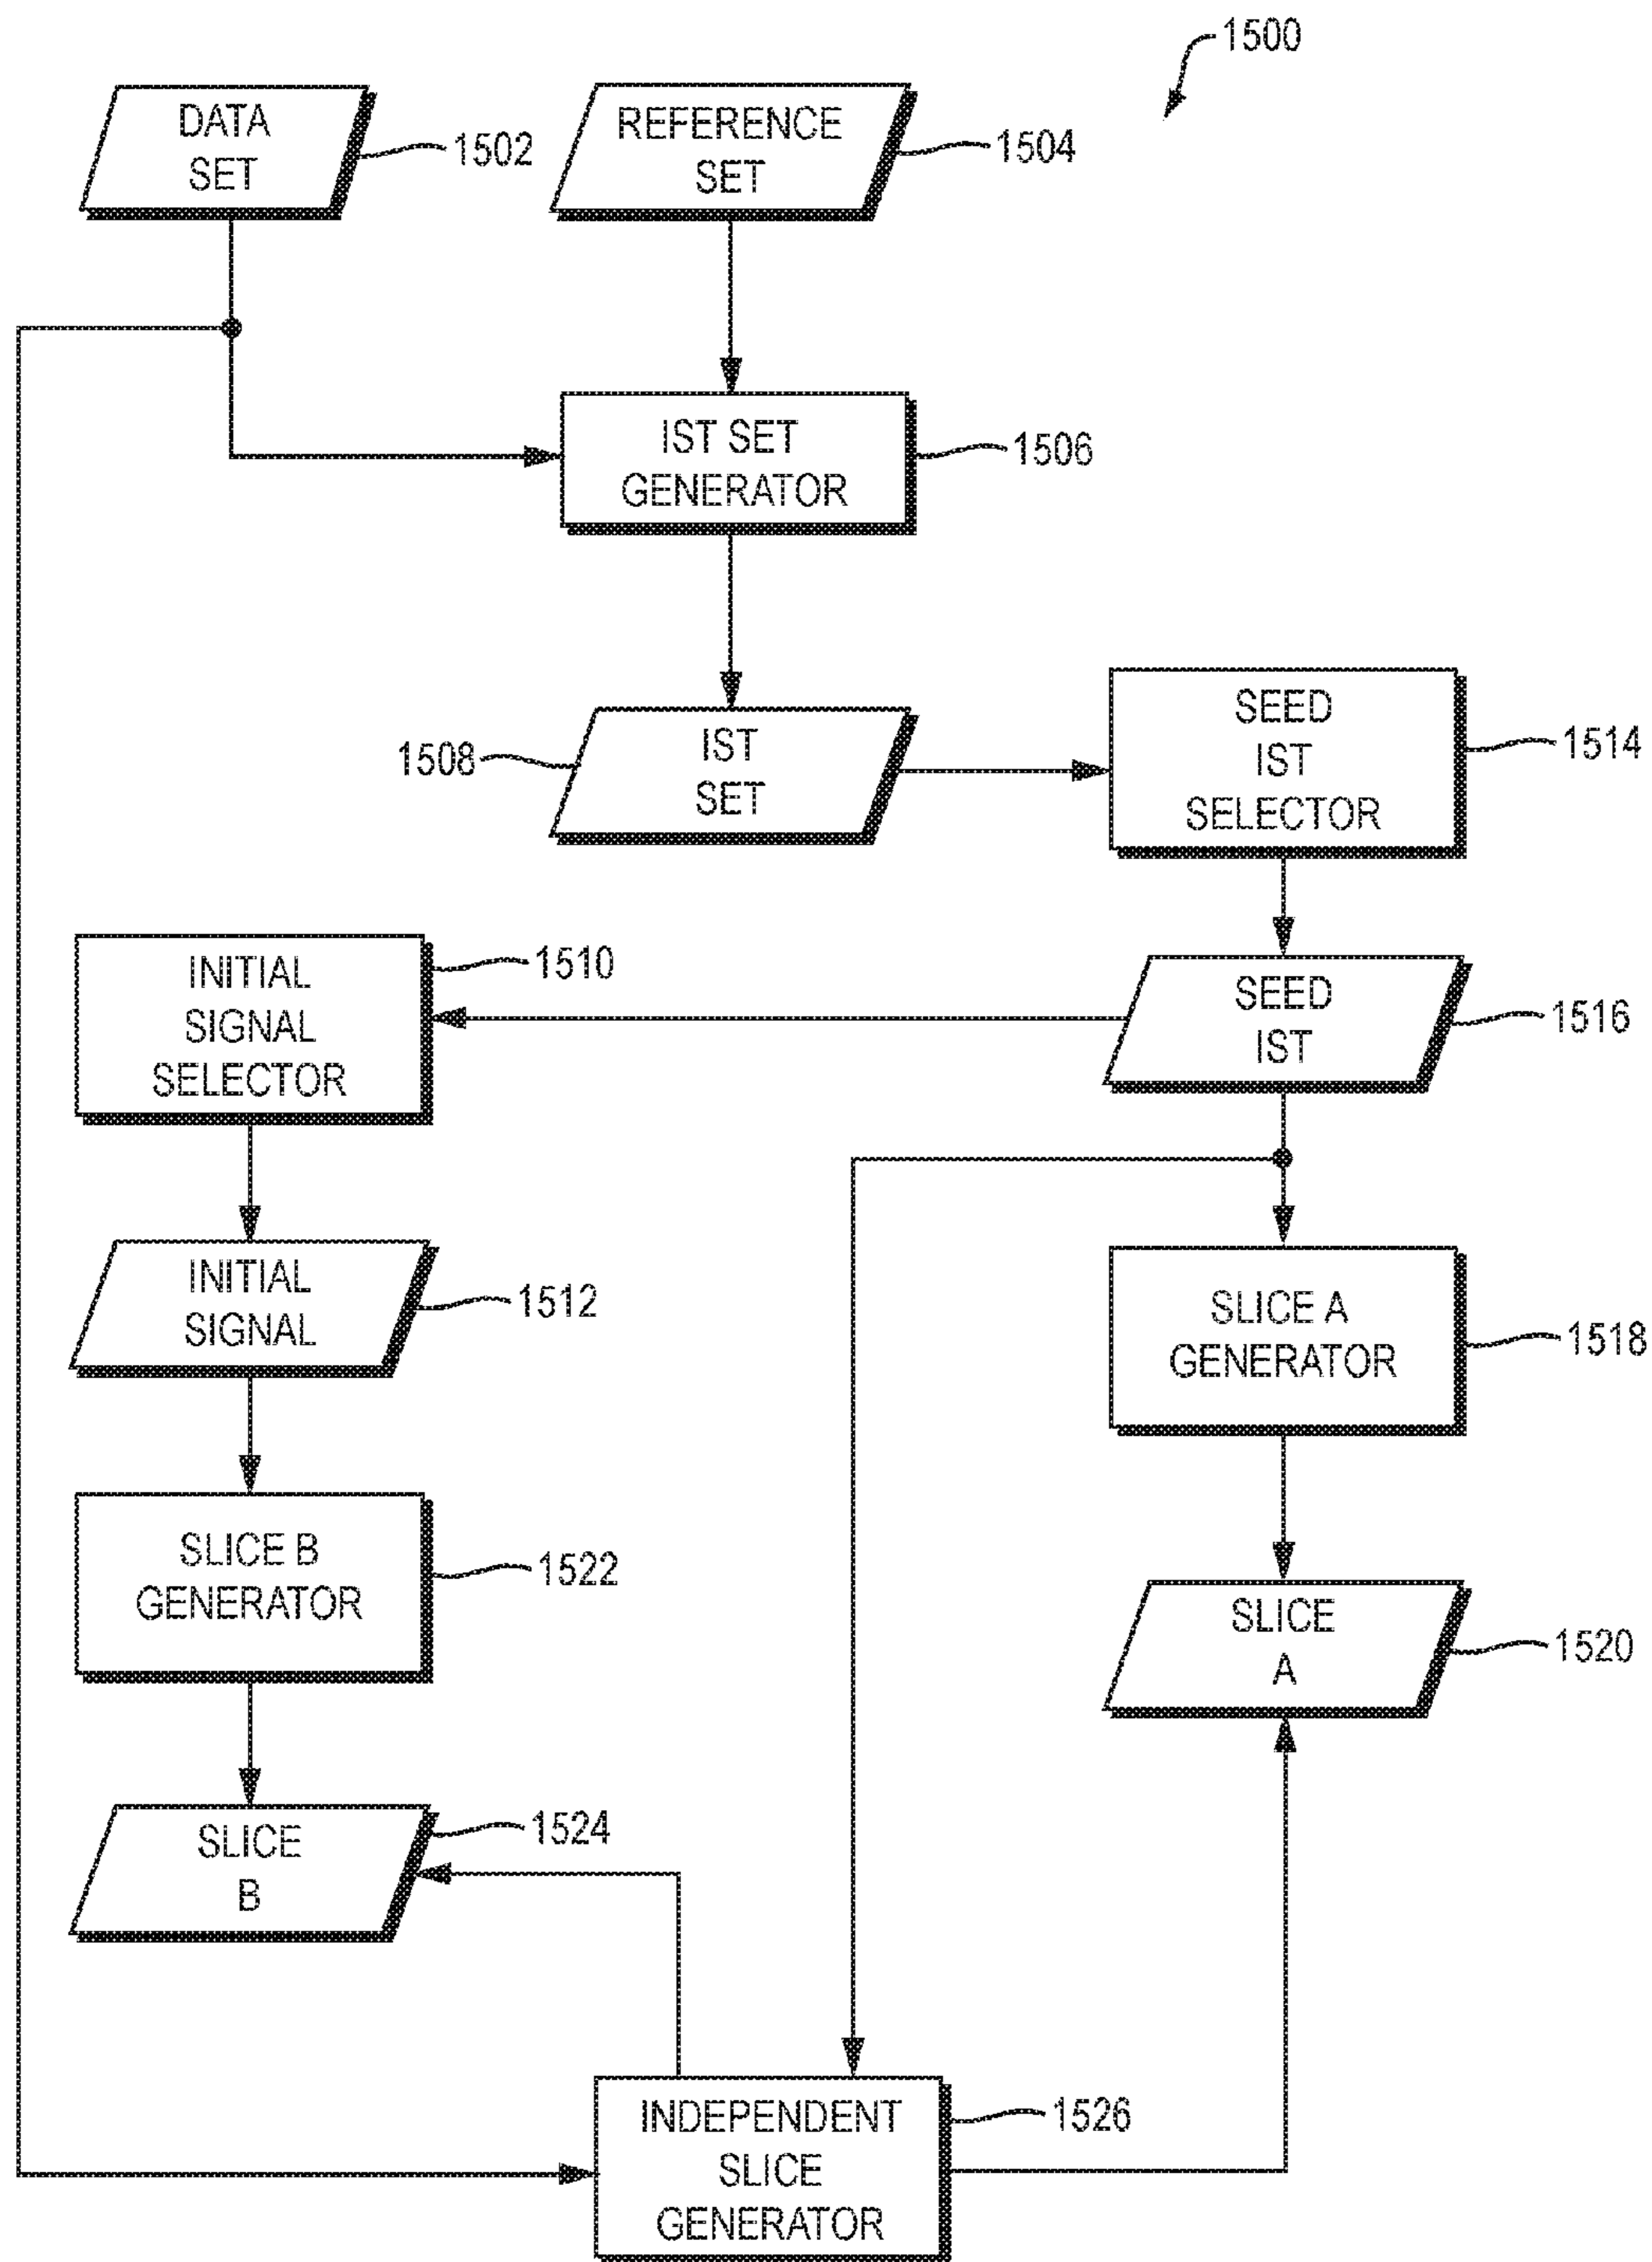 1500
DATA
SET
1502
REFERENCE
SET
1504
IST SET
GENERATOR
1506
IST
SET
1508
SEED
IST
SELECTOR
1514
INITIAL
SIGNAL
SELECTOR
1510
SEED
IST
1516
INITIAL
SIGNAL
1512
SLICE A
GENERATOR
1518
SLICE B
GENERATOR
1522
SLICE
A
1520
SLICE
B
1524
INDEPENDENT
SLICE
GENERATOR
1526